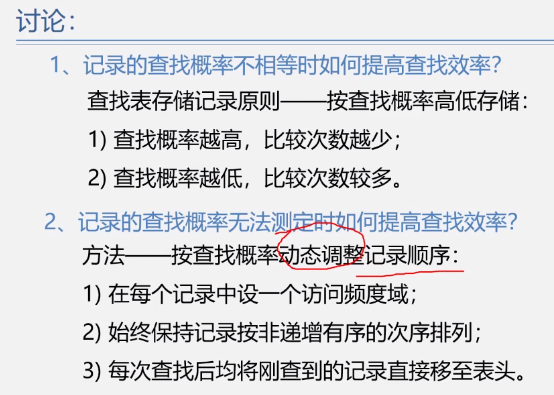 讨论：
1、记录的查找概率不相等时如何提高查找效率？
查找表存储记录原则——按查找概率高低存储：
1) 查找概率越高，比较次数越少；
2) 查找概率越低，比较次数较多。
2、记录的查找概率无法测定时如何提高查找效率？
方法——按查找概率动态调整记录顺序：
1) 在每个记录中设一个访问频度域；
2) 始终保持记录按非递增有序的次序排列；
3) 每次查找后均将刚查到的记录直接移至表头。